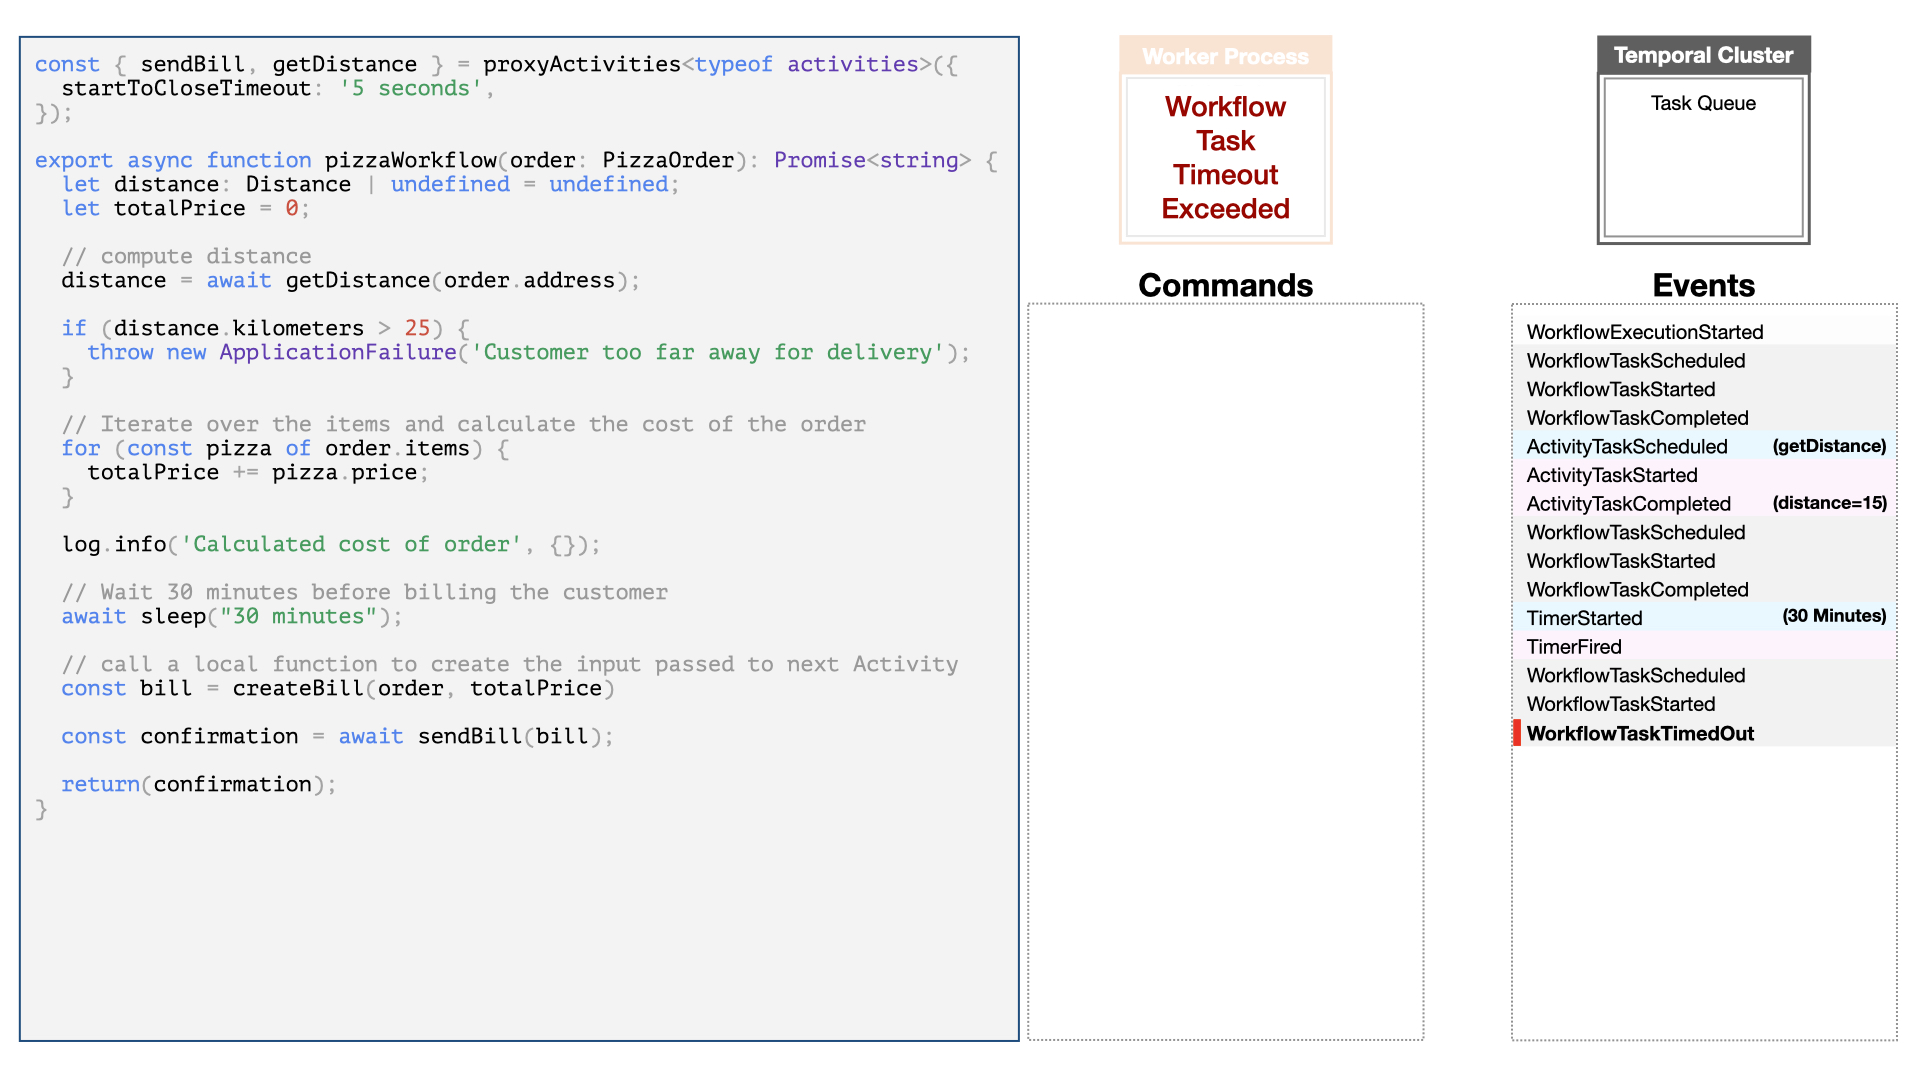 const { sendBill, getDistance } = proxyActivities<typeof activities>({
  startToCloseTimeout: '5 seconds',
});

export async function pizzaWorkflow(order: PizzaOrder): Promise<string> {
  let distance: Distance | undefined = undefined;
  let totalPrice = 0;

  // compute distance
  distance = await getDistance(order.address);

  if (distance.kilometers > 25) {
    throw new ApplicationFailure('Customer too far away for delivery');
  }

  // Iterate over the items and calculate the cost of the order
  for (const pizza of order.items) {
    totalPrice += pizza.price;
  }

  log.info('Calculated cost of order', {});

  // Wait 30 minutes before billing the customer
  await sleep("30 minutes");

  // call a local function to create the input passed to next Activity
  const bill = createBill(order, totalPrice)

  const confirmation = await sendBill(bill);

  return(confirmation);
}
Worker Process
Workflow
Task
Timeout
Exceeded
Commands
Temporal Cluster
Task Queue
Events
WorkflowExecutionStarted
WorkflowTaskScheduled
WorkflowTaskStarted
WorkflowTaskCompleted
ActivityTaskScheduled (getDistance)
ActivityTaskStarted
ActivityTaskCompleted (distance=15)
WorkflowTaskScheduled
WorkflowTaskStarted
WorkflowTaskCompleted
TimerStarted (30 Minutes)
TimerFired
WorkflowTaskScheduled
WorkflowTaskStarted
WorkflowTaskTimedOut